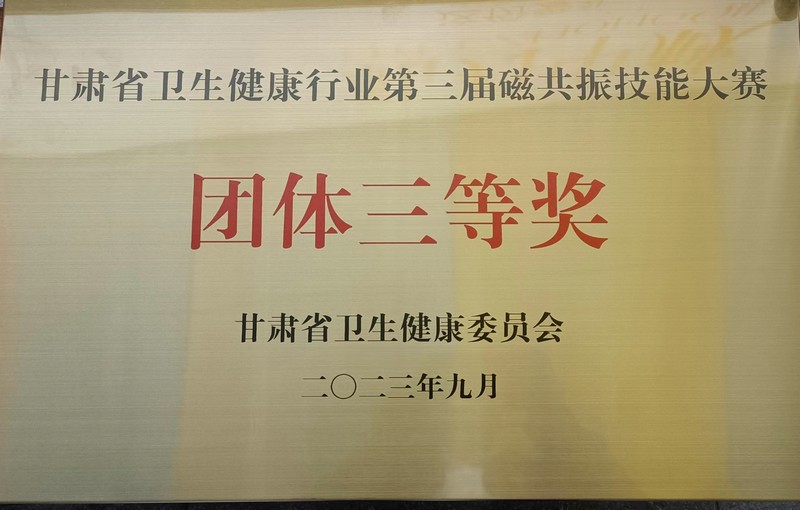 甘肃省卫生健康行业第三届磁共振技能大赛
团体三等奖
甘肃省卫生健康委员会
二〇二三年九月